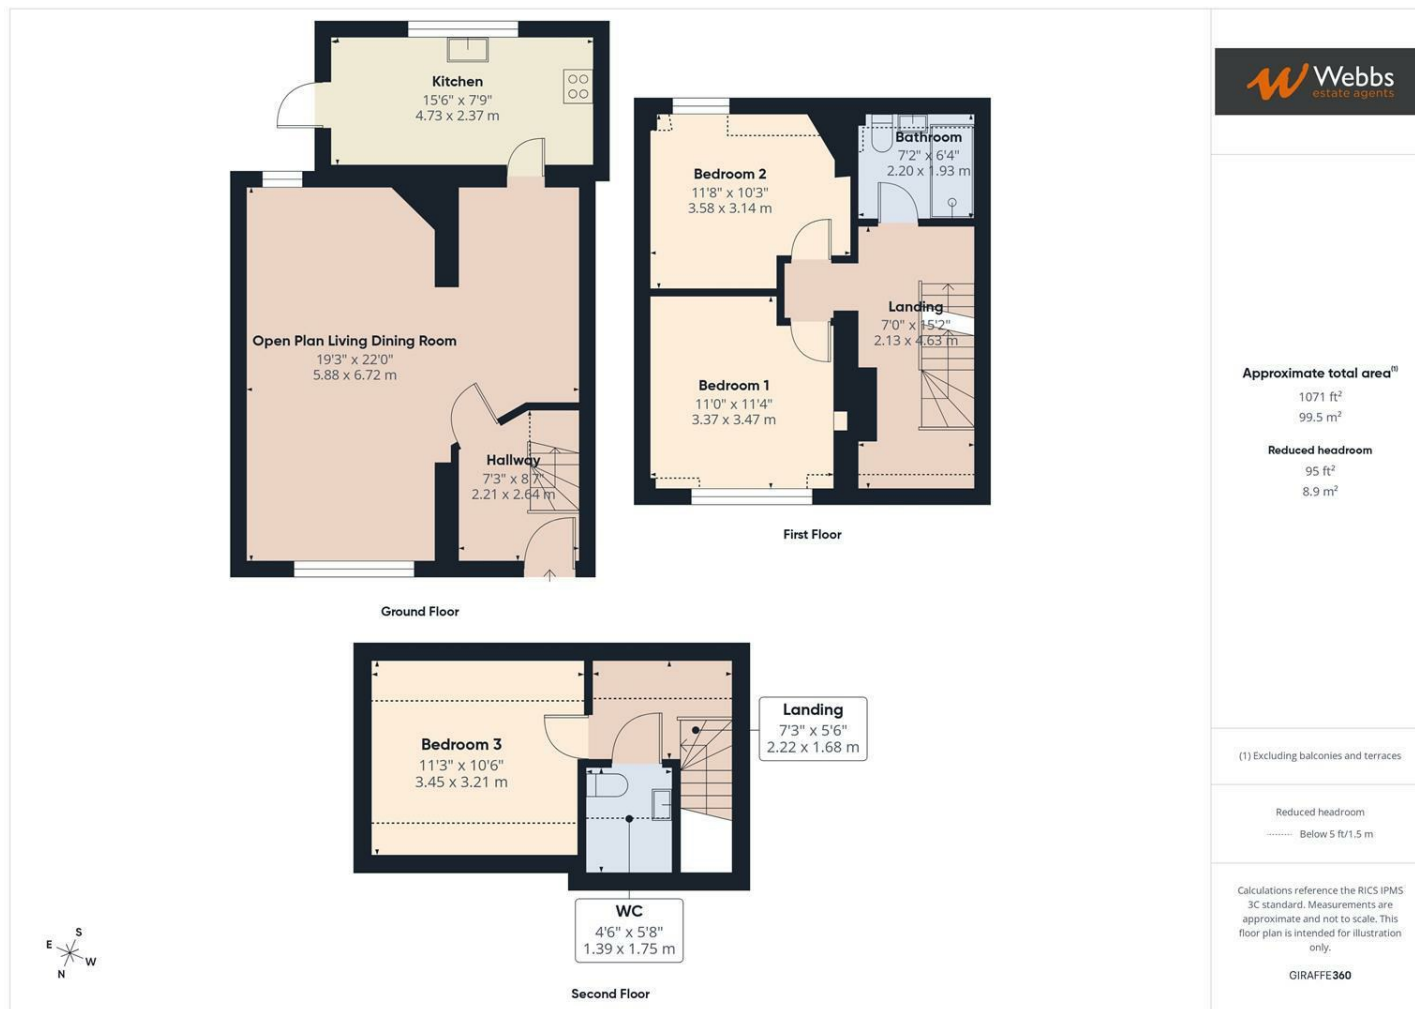 Kitchen
15'6" x 7'9"
4.73 x 2.37 m
Open Plan Living Dining Room
19'3" x 22'0"
5.88 x 6.72 m
Hallway
7'3" x 8'7"
2.21 x 2.64 m
Ground Floor
Bedroom 2
11'8" x 10'3"
3.58 x 3.14 m
Bathroom
7'2" x 6'4"
2.20 x 1.93 m
Landing
7'0" x 15'2"
2.13 x 4.63 m
Bedroom 1
11'0" x 11'4"
3.37 x 3.47 m
First Floor
Bedroom 3
11'3" x 10'6"
3.45 x 3.21 m
Landing
7'3" x 5'6"
2.22 x 1.68 m
WC
4'6" x 5'8"
1.39 x 1.75 m
Second Floor
S
E
W
N
Webbs
estate agents
Approximate total area(1)
1071 ft²
99.5 m²
Reduced headroom
95 ft²
8.9 m²
(1) Excluding balconies and terraces
Reduced headroom
Below 5 ft/1.5 m
Calculations reference the RICS IPMS
3C standard. Measurements are
approximate and not to scale. This
floor plan is intended for illustration
only.
GIRAFFE360